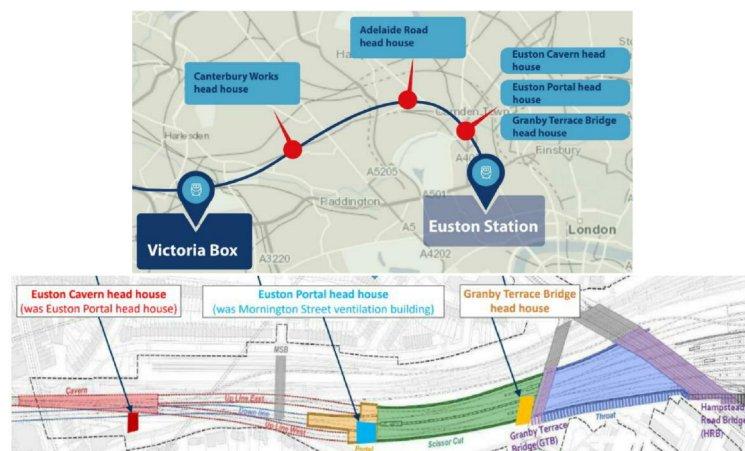 Adelaide Road
head house
Euston Cavern head
house
Canterbury Works
head house
Euston Portal head
house
Camden Town
Granby Terrace Bridge
head house
Harlesden
Einsbury
A5205
A501
Paddington
London
A5
Victoria Box
Euston Station
A3220
A4202
Euston Cavern head house
(was Euston Portal head house)
Euston Portal head house
(was Mornington Street ventilation building)
Granby Terrace Bridge
head house
MSB
Cavern
Up Line East
Down line
Up Line West
Portal
Scissor Cut
Granby Terrace
Bridge(GTB)
Throat
Hampstead
Road Bridge
(HRB)